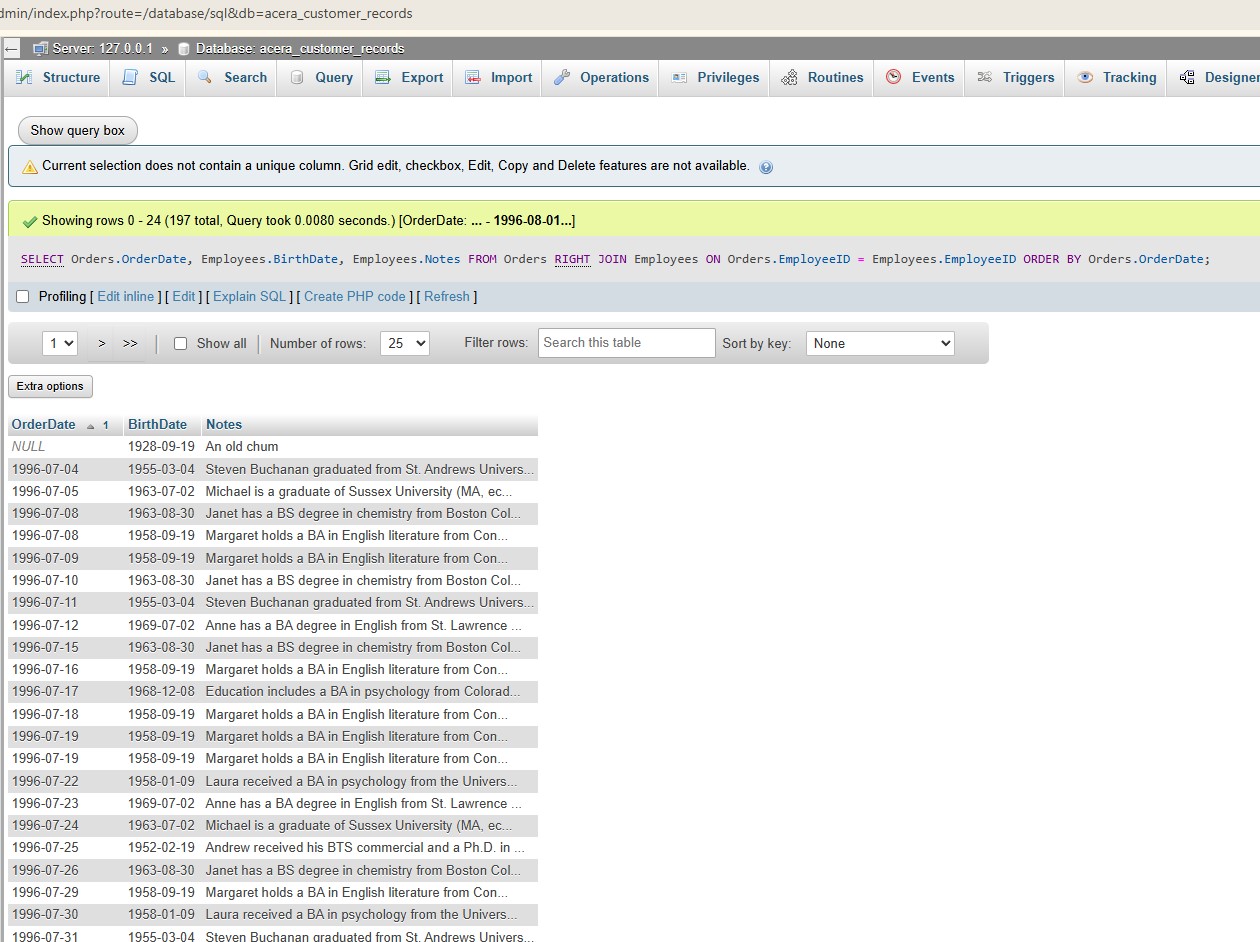 dmin/index.php?route=/database/sql&db=acera_customer_records
Server: 127.0.0.1 » Database: acera_customer_records
Structure SQL Search Query Export Import Operations Privileges Routines Events Triggers Tracking Designer
Show query box
Current selection does not contain a unique column. Grid edit, checkbox, Edit, Copy and Delete features are not available.
Showing rows 0 - 24 (197 total, Query took 0.0080 seconds.) [OrderDate: ... - 1996-08-01...]
SELECT Orders.OrderDate, Employees.BirthDate, Employees.Notes FROM Orders RIGHT JOIN Employees ON Orders.EmployeeID = Employees.EmployeeID ORDER BY Orders.OrderDate;
Profiling [ Edit inline ] [ Edit ] [ Explain SQL ] [ Create PHP code ] [ Refresh ]
1 > >> Show all Number of rows: 25 Filter rows: Search this table Sort by key: None
Extra options
OrderDate 1 BirthDate Notes
NULL 1928-09-19 An old chum
1996-07-04 1955-03-04 Steven Buchanan graduated from St. Andrews Univers...
1996-07-05 1963-07-02 Michael is a graduate of Sussex University (MA, ec...
1996-07-08 1963-08-30 Janet has a BS degree in chemistry from Boston Col...
1996-07-08 1958-09-19 Margaret holds a BA in English literature from Con...
1996-07-09 1958-09-19 Margaret holds a BA in English literature from Con...
1996-07-10 1963-08-30 Janet has a BS degree in chemistry from Boston Col...
1996-07-11 1955-03-04 Steven Buchanan graduated from St. Andrews Univers...
1996-07-12 1969-07-02 Anne has a BA degree in English from St. Lawrence ...
1996-07-15 1963-08-30 Janet has a BS degree in chemistry from Boston Col...
1996-07-16 1958-09-19 Margaret holds a BA in English literature from Con...
1996-07-17 1968-12-08 Education includes a BA in psychology from Colorad...
1996-07-18 1958-09-19 Margaret holds a BA in English literature from Con...
1996-07-19 1958-09-19 Margaret holds a BA in English literature from Con...
1996-07-19 1958-09-19 Margaret holds a BA in English literature from Con...
1996-07-22 1958-01-09 Laura received a BA in psychology from the Univers...
1996-07-23 1969-07-02 Anne has a BA degree in English from St. Lawrence ...
1996-07-24 1963-07-02 Michael is a graduate of Sussex University (MA, ec...
1996-07-25 1952-02-19 Andrew received his BTS commercial and a Ph.D. in ...
1996-07-26 1963-08-30 Janet has a BS degree in chemistry from Boston Col...
1996-07-29 1958-09-19 Margaret holds a BA in English literature from Con...
1996-07-30 1958-01-09 Laura received a BA in psychology from the Univers...
1996-07-31 1955-03-04 Steven Buchanan graduated from St. Andrews Univers...